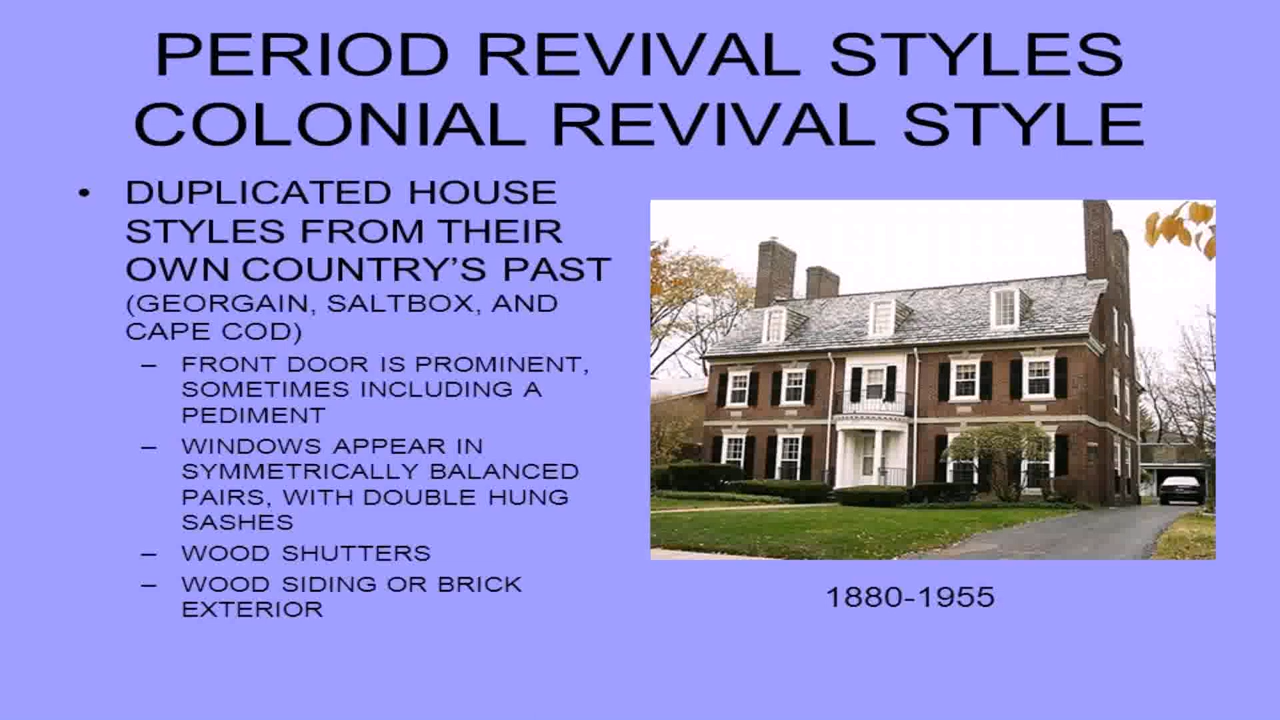 PERIOD REVIVAL STYLES
COLONIAL REVIVAL STYLE
• DUPLICATED HOUSE
STYLES FROM THEIR
OWN COUNTRY'S PAST
(GEORGAIN, SALTBOX, AND
CAPE COD)
– FRONT DOOR IS PROMINENT,
SOMETIMES INCLUDING A
PEDIMENT
– WINDOWS APPEAR IN
SYMMETRICALLY BALANCED
PAIRS, WITH DOUBLE HUNG
SASHES
– WOOD SHUTTERS
– WOOD SIDING OR BRICK
EXTERIOR
1880-1955